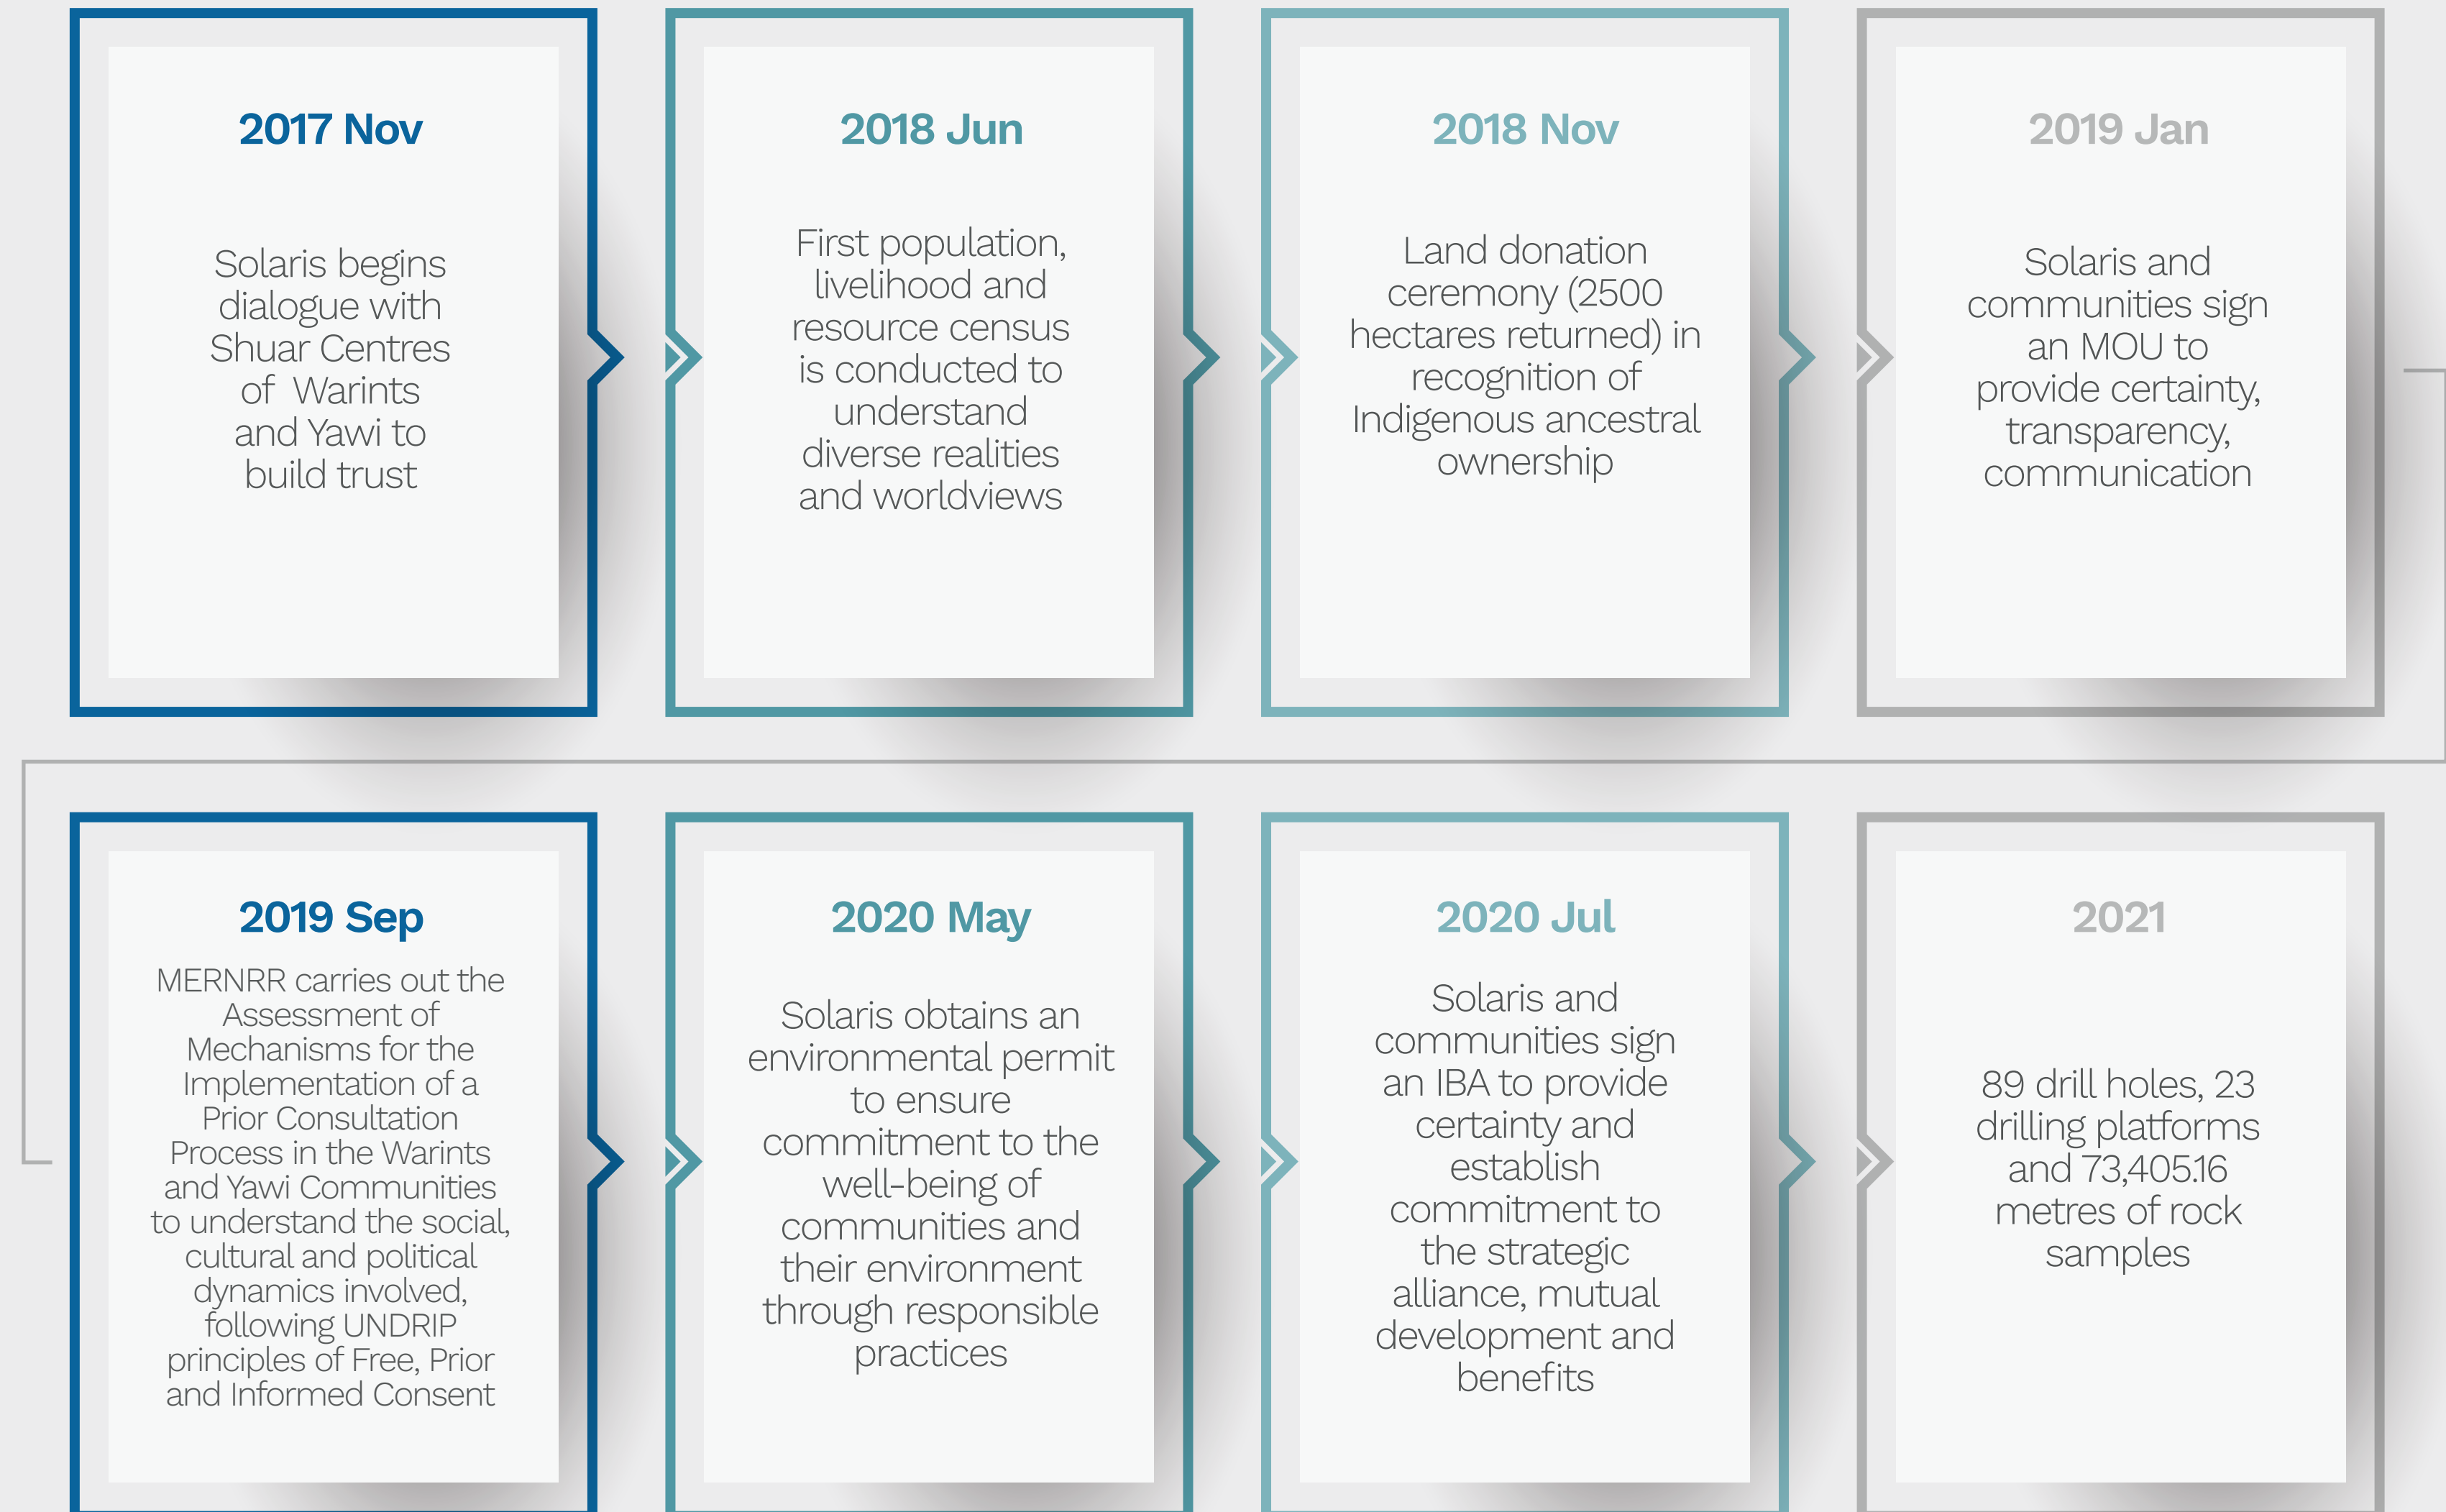 2017 Nov
Solaris begins
dialogue with
Shuar Centres
of Warints
and Yawi to
build trust
2018 Jun
First population,
livelihood and
resource census
is conducted to
understand
diverse realities
and worldviews
2018 Nov
Land donation
ceremony (2500
hectares returned) in
recognition of
Indigenous ancestral
ownership
2019 Jan
Solaris and
communities sign
an MOU to
provide certainty,
transparency,
communication
2019 Sep
MERNRR carries out the
Assessment of
Mechanisms for the
Implementation of a
Prior Consultation
Process in the Warints
and Yawi Communities
to understand the social,
cultural and political
dynamics involved,
following UNDRIP
principles of Free, Prior
and Informed Consent
2020 May
Solaris obtains an
environmental permit
to ensure
commitment to the
well-being of
communities and
their environment
through responsible
practices
2020 Jul
Solaris and
communities sign
an IBA to provide
certainty and
establish
commitment to
the strategic
alliance, mutual
development and
benefits
2021
89 drill holes, 23
drilling platforms
and 73,405.16
metres of rock
samples